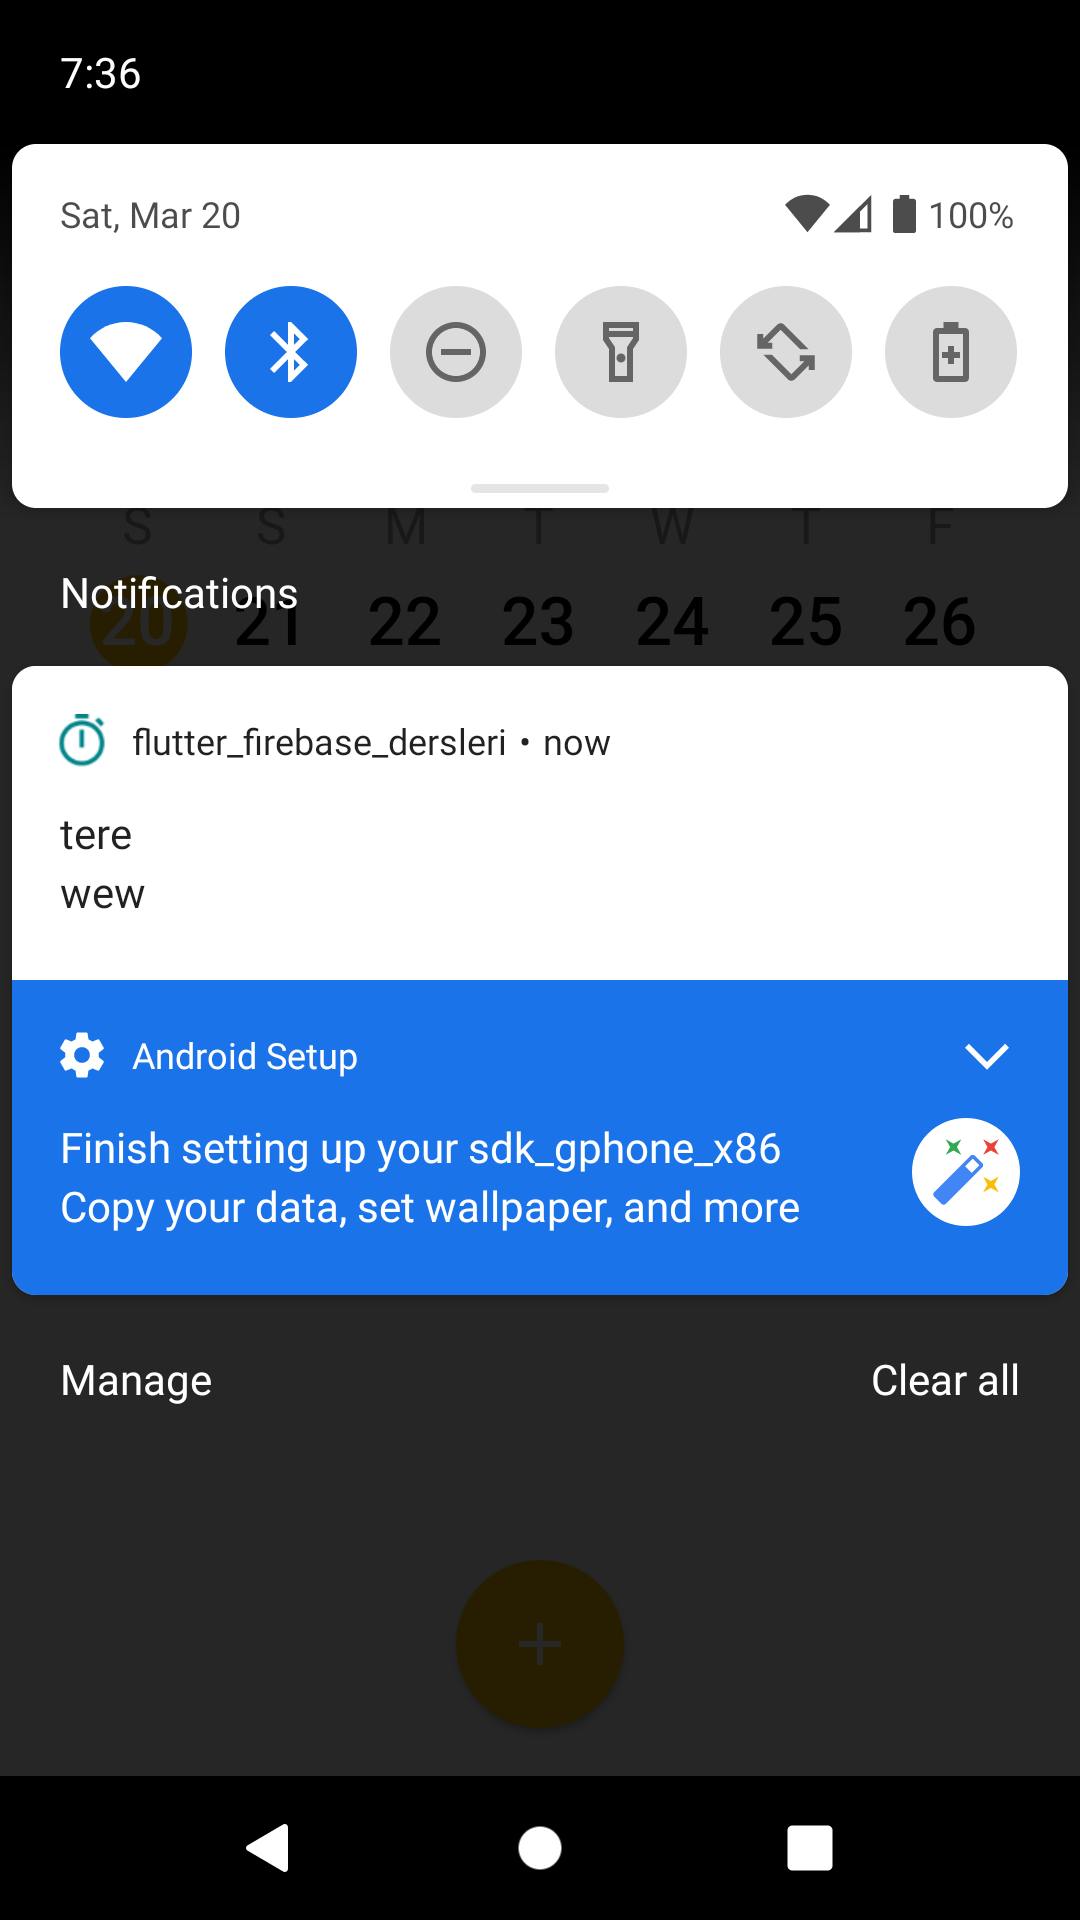 7:36
Sat, Mar 20 100%
S S M T W T F
Notifications
20 21 22 23 24 25 26
flutter_firebase_dersleri • now
tere
wew
Android Setup
Finish setting up your sdk_gphone_x86
Copy your data, set wallpaper, and more
Manage Clear all